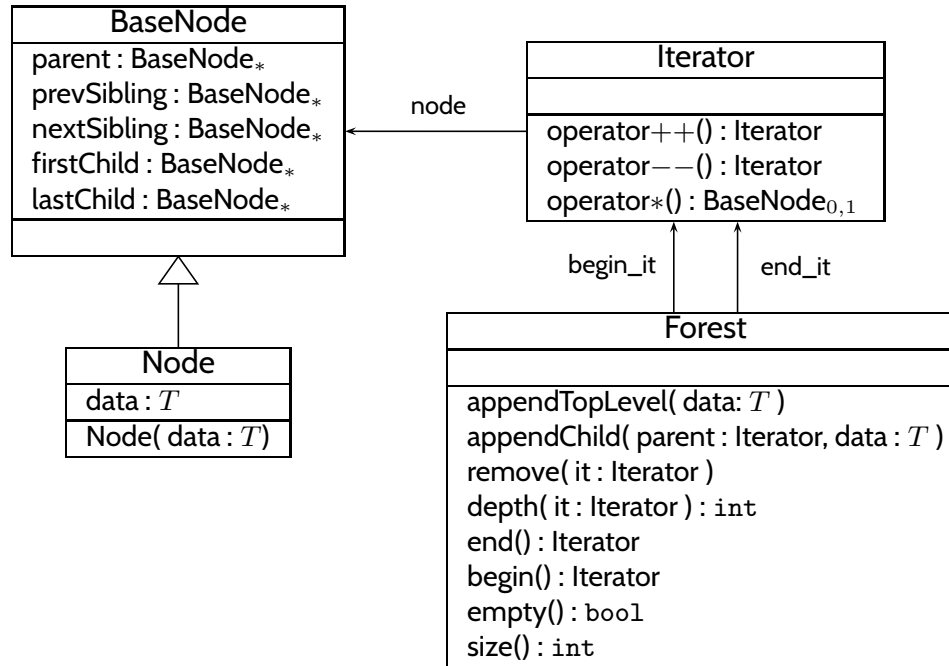 BaseNode
parent : BaseNode*
prevSibling : BaseNode*
nextSibling : BaseNode*
firstChild : BaseNode*
lastChild : BaseNode*
node
Iterator
operator++() : Iterator
operator−−() : Iterator
operator*() : BaseNode0,1
begin_it
end_it
Node
data : T
Node( data : T)
Forest
appendTopLevel( data: T )
appendChild( parent : Iterator, data : T )
remove( it : Iterator )
depth( it : Iterator ) : int
end() : Iterator
begin() : Iterator
empty() : bool
size() : int